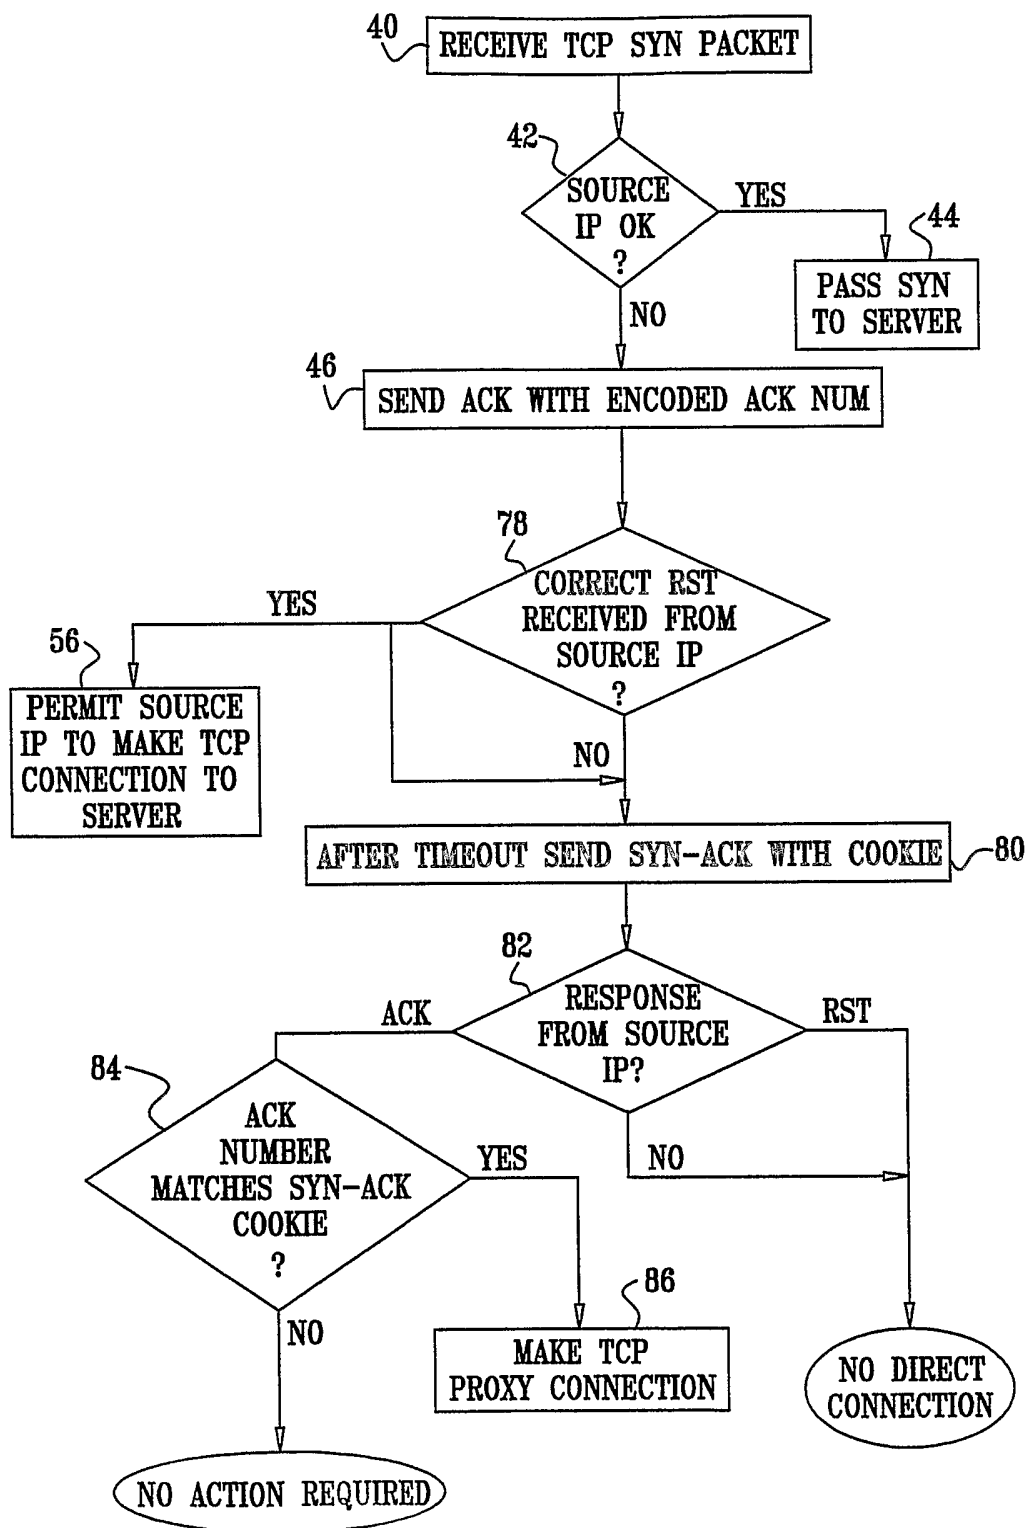 40
RECEIVE TCP SYN PACKET
42
SOURCE
IP OK
?
YES
44
PASS SYN
TO SERVER
NO
46
SEND ACK WITH ENCODED ACK NUM
78
CORRECT RST
RECEIVED FROM
SOURCE IP
?
YES
56
PERMIT SOURCE
IP TO MAKE TCP
CONNECTION TO
SERVER
NO
AFTER TIMEOUT SEND SYN-ACK WITH COOKIE
80
82
RESPONSE
FROM SOURCE
IP?
ACK
RST
84
ACK
NUMBER
MATCHES SYN-ACK
COOKIE
?
YES
NO
86
MAKE TCP
PROXY CONNECTION
NO
NO DIRECT
CONNECTION
NO ACTION REQUIRED